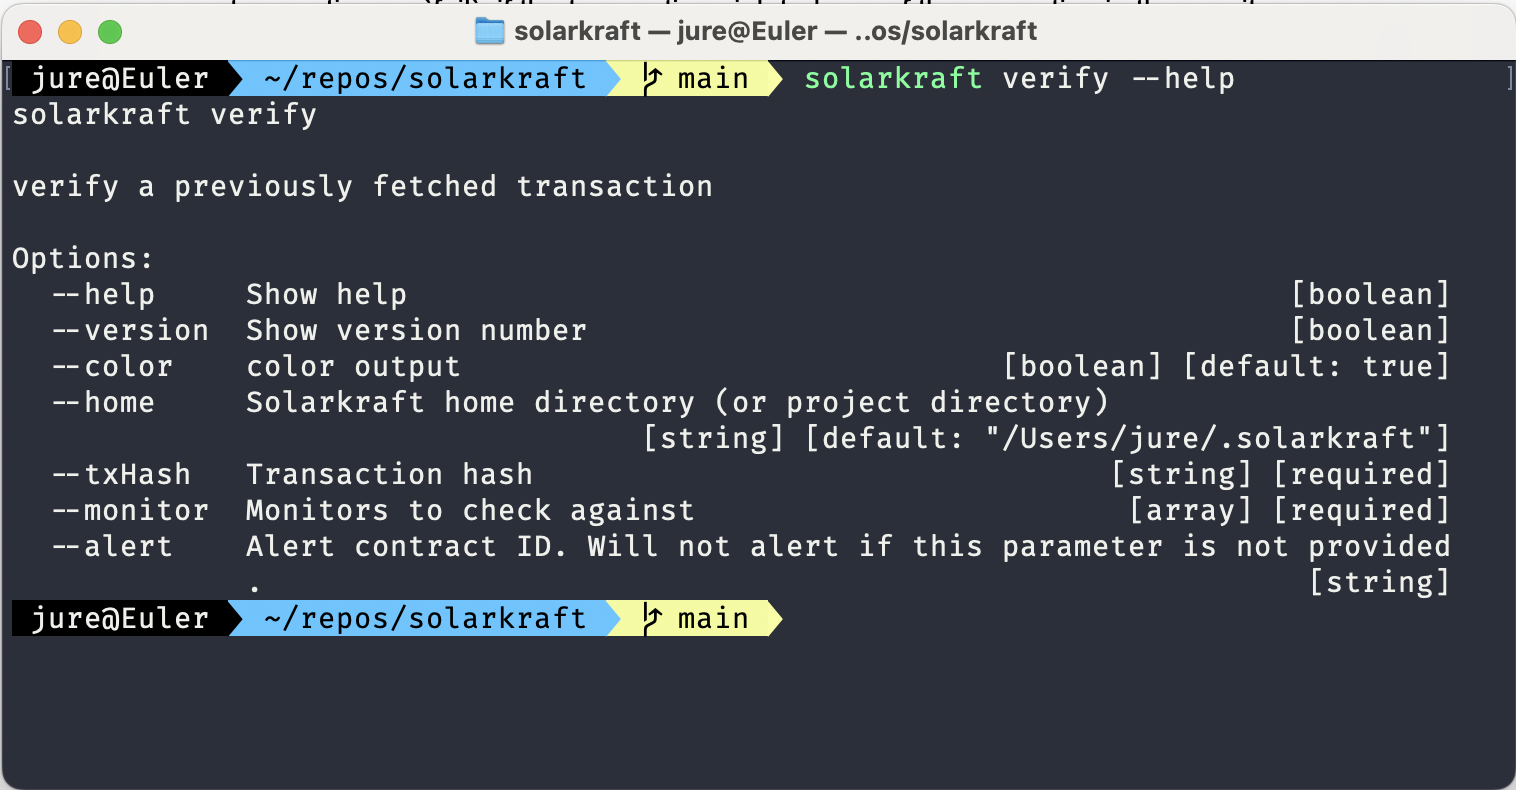 solarkraft — jure@Euler — ..os/solarkraft
jure@Euler ~/repos/solarkraft main solarkraft verify --help
solarkraft verify
verify a previously fetched transaction
Options:
--help Show help [boolean]
--version Show version number [boolean]
--color color output [boolean] [default: true]
--home Solarkraft home directory (or project directory)
[string] [default: "/Users/jure/.solarkraft"]
--txHash Transaction hash [string] [required]
--monitor Monitors to check against [array] [required]
--alert Alert contract ID. Will not alert if this parameter is not provided
. [string]
jure@Euler ~/repos/solarkraft main